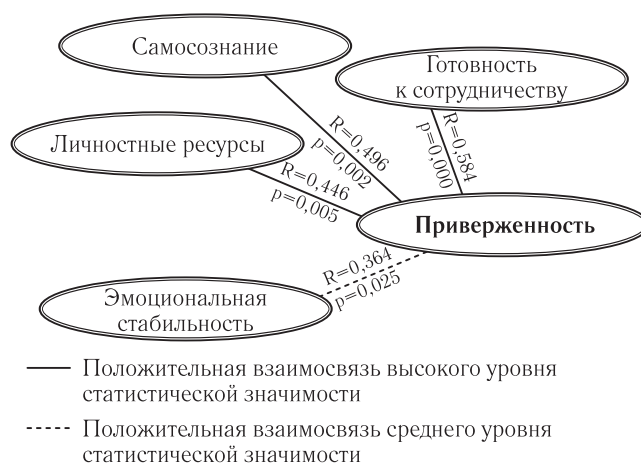 Самосознание
Готовность
к сотрудничеству
Личностные ресурсы
R=0,496
p=0,002
R=0,584
p=0,000
R=0,446
p=0,005
Приверженность
R=0,364
p=0,025
Эмоциональная
стабильность
Положительная взаимосвязь высокого уровня
статистической значимости
Положительная взаимосвязь среднего уровня
статистической значимости